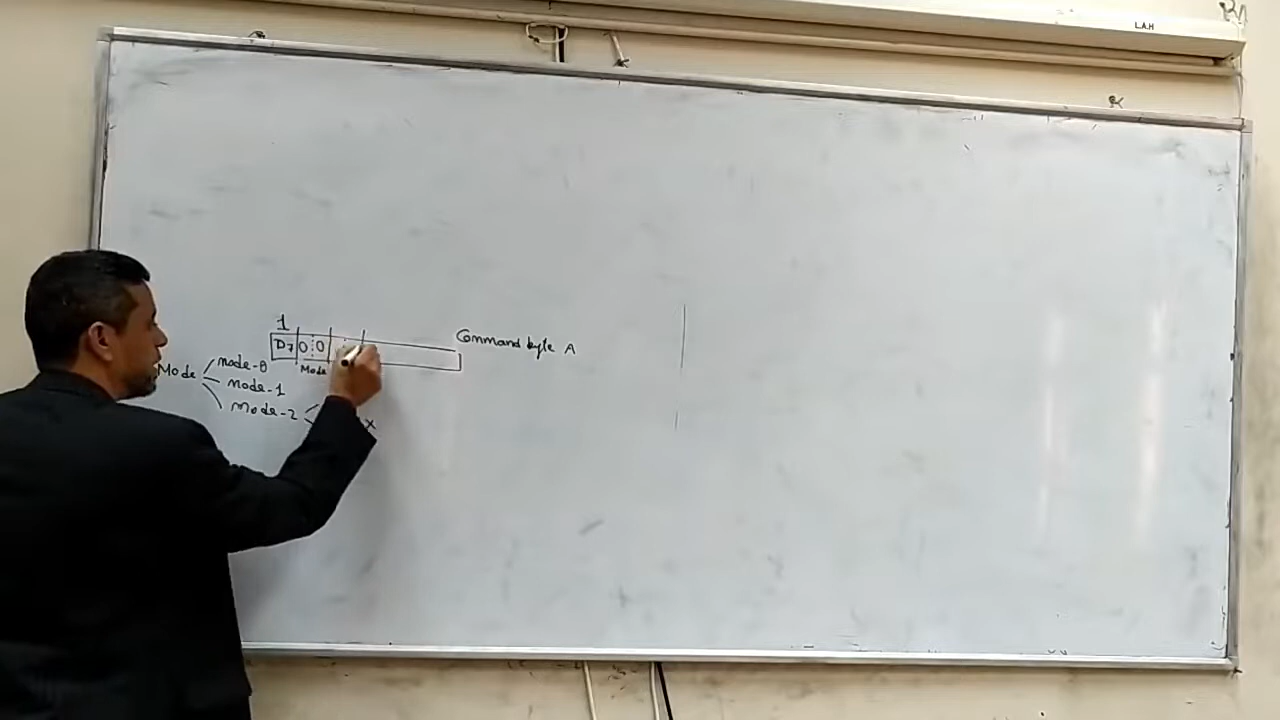 L.A.H
1
D7 0 0
Command byte A
Mode
Mode mode-0
mode-1
Mode-2
x